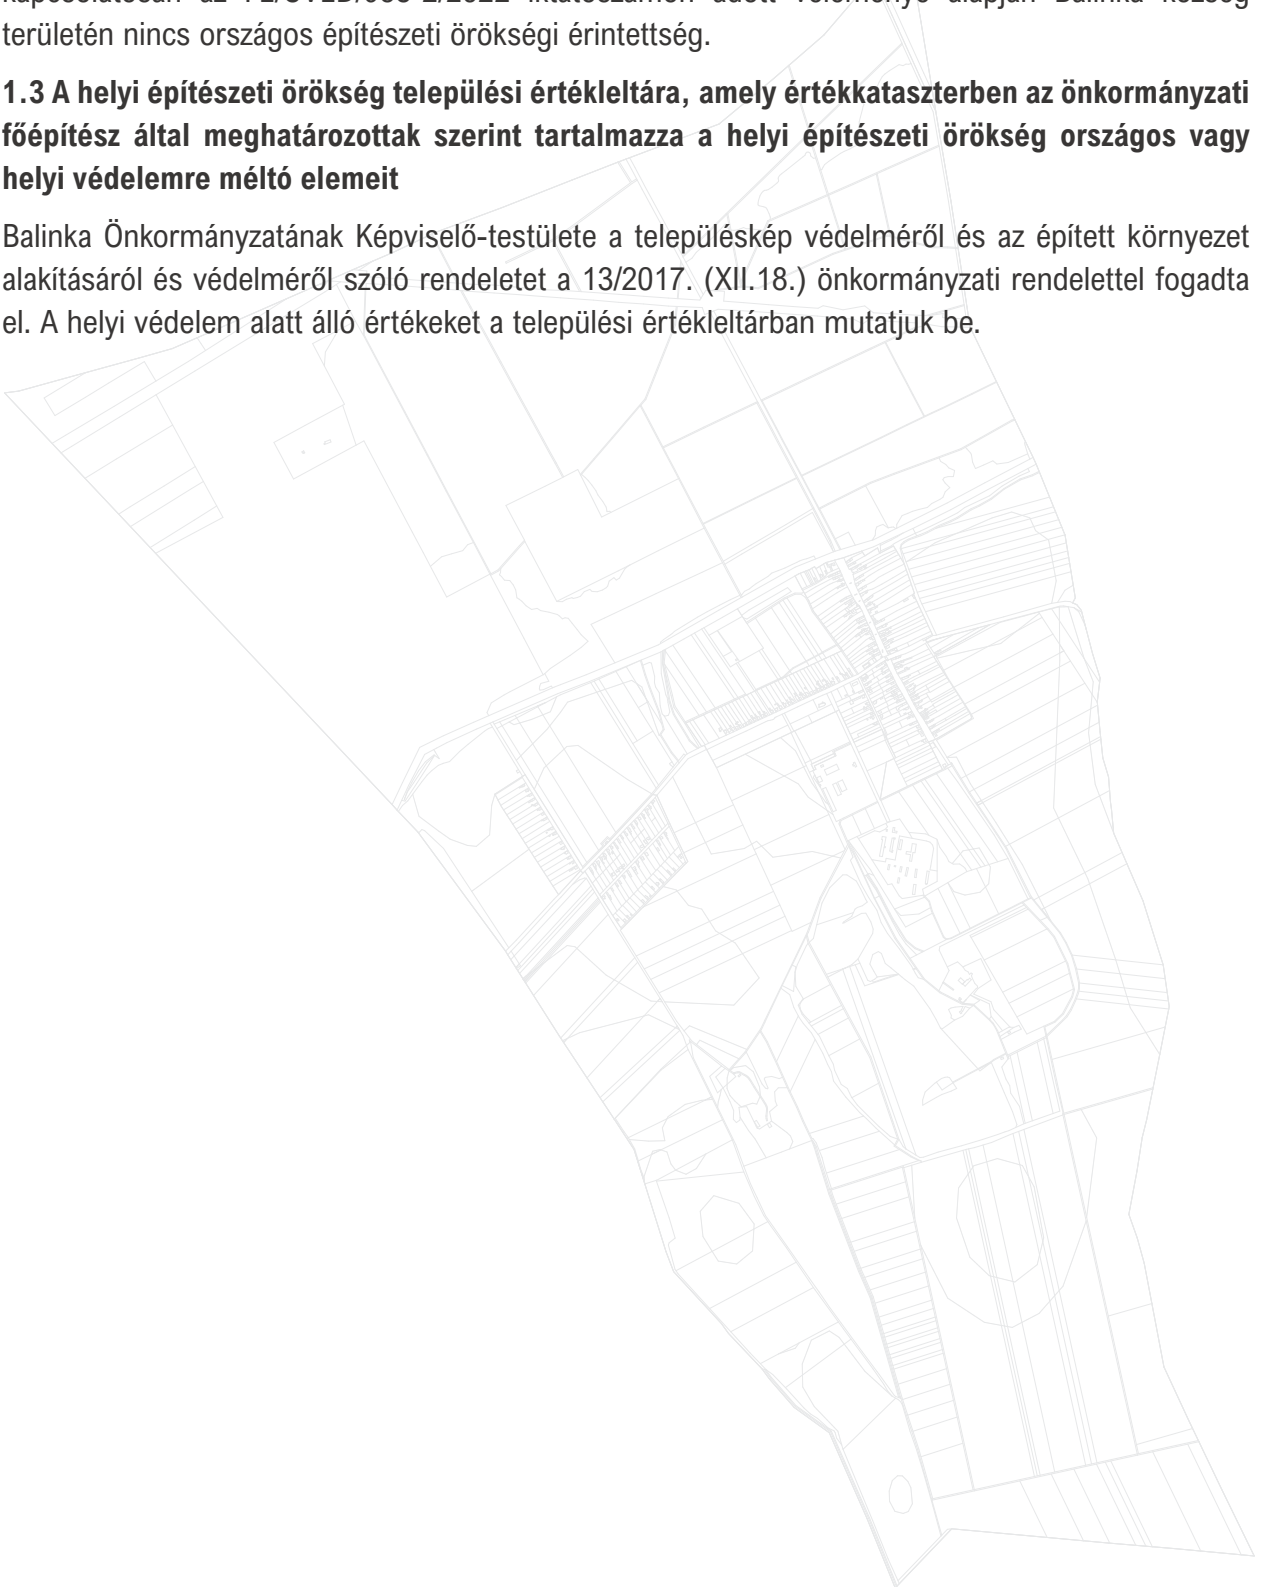 területén nincs országos építészeti örökségi érintettség.
1.3 A helyi építészeti örökség települési értékleltára, amely értékkataszterben az önkormányzati
főépítész által meghatározottak szerint tartalmazza a helyi építészeti örökség országos vagy
helyi védelemre méltó elemeit
Balinka Önkormányzatának Képviselő-testülete a településkép védelméről és az épített környezet
alakításáról és védelméről szóló rendeletet a 13/2017. (XII.18.) önkormányzati rendelettel fogadta
el. A helyi védelem alatt álló értékeket a települési értékleltárban mutatjuk be.